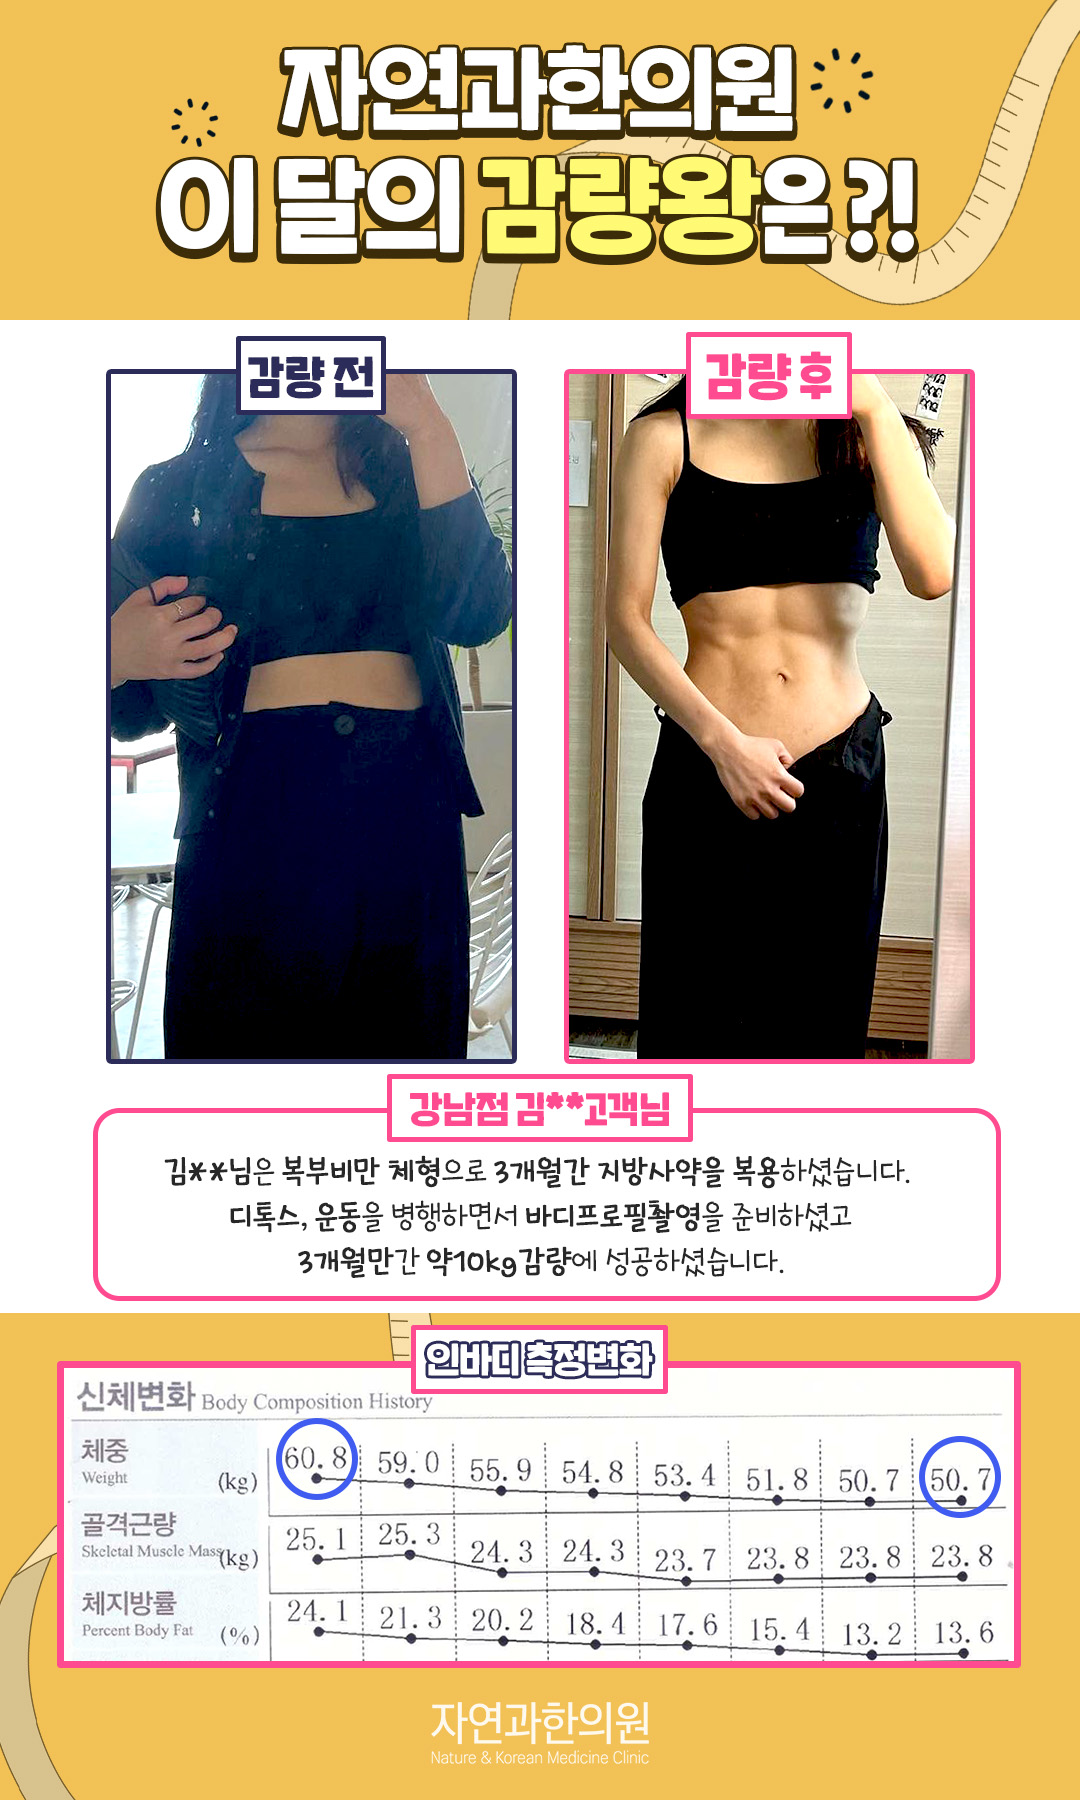 자연과한의원
이 달의 감량왕은?!
감량 전
감량 후
강남점 김**고객님
김**님은 복부비만 체형으로 3개월간 지방사약을 복용하셨습니다.
디톡스, 운동을 병행하면서 바디프로필촬영을 준비하셨고
3개월만간 약10kg감량에 성공하셨습니다.
인바디 측정변화
신체변화 Body Composition History
체중
Weight (kg)
60.8 59.0 55.9 54.8 53.4 51.8 50.7 50.7
골격근량
Skeletal Muscle Mass (kg)
25.1 25.3 24.3 24.3 23.7 23.8 23.8 23.8
체지방률
Percent Body Fat (%)
24.1 21.3 20.2 18.4 17.6 15.4 13.2 13.6
자연과한의원
Nature & Korean Medicine Clinic